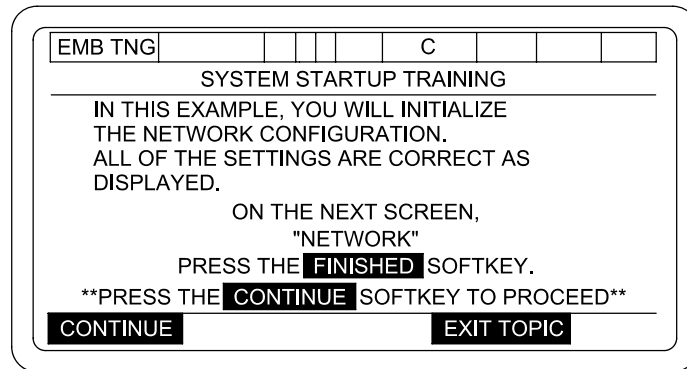 EMB TNG C
SYSTEM STARTUP TRAINING
IN THIS EXAMPLE, YOU WILL INITIALIZE
THE NETWORK CONFIGURATION.
ALL OF THE SETTINGS ARE CORRECT AS
DISPLAYED.
ON THE NEXT SCREEN,
"NETWORK"
PRESS THE FINISHED SOFTKEY.
**PRESS THE CONTINUE SOFTKEY TO PROCEED**
CONTINUE EXIT TOPIC